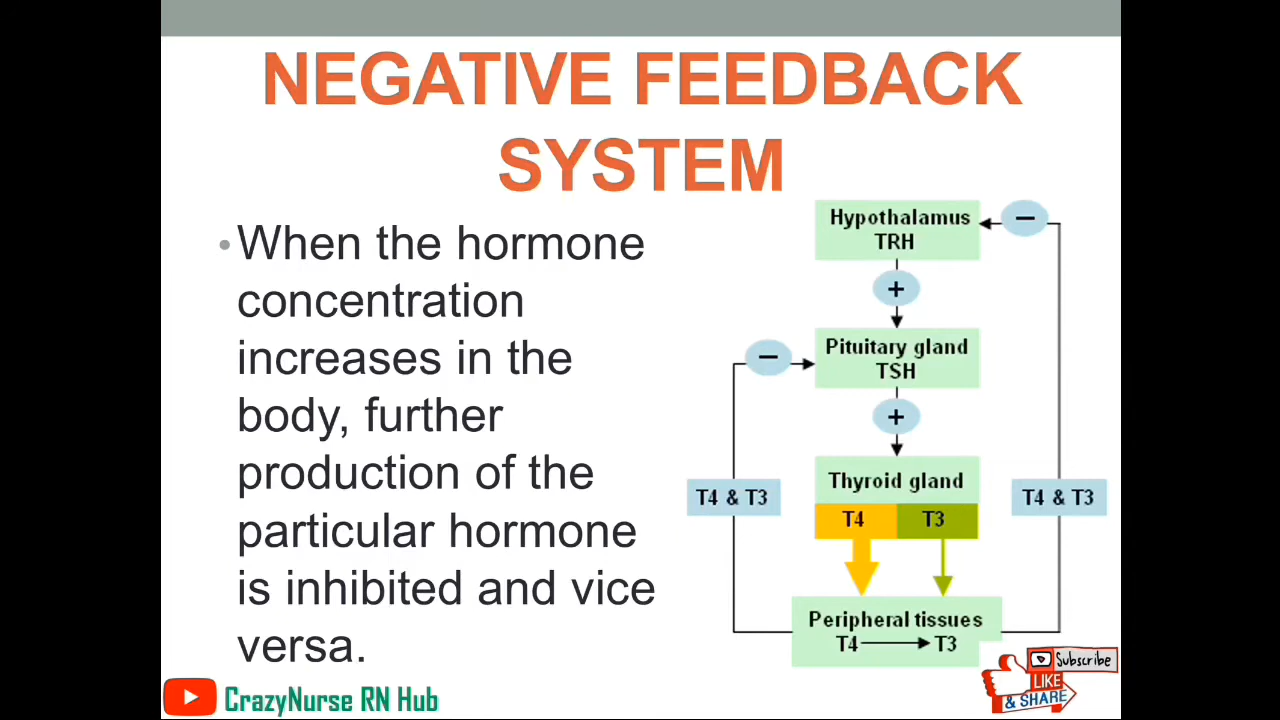 NEGATIVE FEEDBACK
SYSTEM
•When the hormone
concentration
increases in the
body, further
production of the
particular hormone
is inhibited and vice
versa.
Hypothalamus
TRH
−
+
Pituitary gland
TSH
−
+
Thyroid gland
T4 T3
T4 & T3
T4 & T3
Peripheral tissues
T4 T3
CrazyNurse RN Hub
Subscribe
LIKE
& SHARE